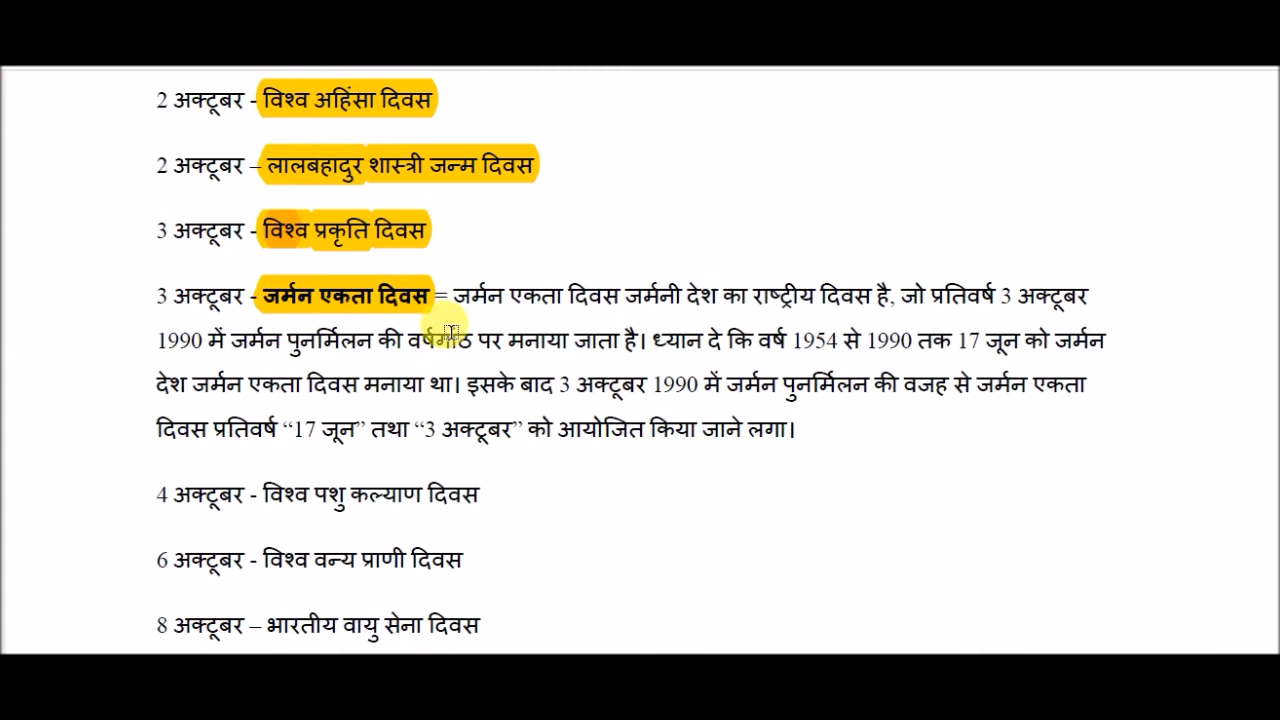 2 अक्टूबर - विश्व अहिंसा दिवस
2 अक्टूबर – लालबहादुर शास्त्री जन्म दिवस
3 अक्टूबर - विश्व प्रकृति दिवस
3 अक्टूबर - जर्मन एकता दिवस = जर्मन एकता दिवस जर्मनी देश का राष्ट्रीय दिवस है, जो प्रतिवर्ष 3 अक्टूबर
1990 में जर्मन पुनर्मिलन की वर्षगाठ पर मनाया जाता है। ध्यान दे कि वर्ष 1954 से 1990 तक 17 जून को जर्मन
देश जर्मन एकता दिवस मनाया था। इसके बाद 3 अक्टूबर 1990 में जर्मन पुनर्मिलन की वजह से जर्मन एकता
दिवस प्रतिवर्ष “17 जून” तथा “3 अक्टूबर” को आयोजित किया जाने लगा।
4 अक्टूबर - विश्व पशु कल्याण दिवस
6 अक्टूबर - विश्व वन्य प्राणी दिवस
8 अक्टूबर – भारतीय वायु सेना दिवस